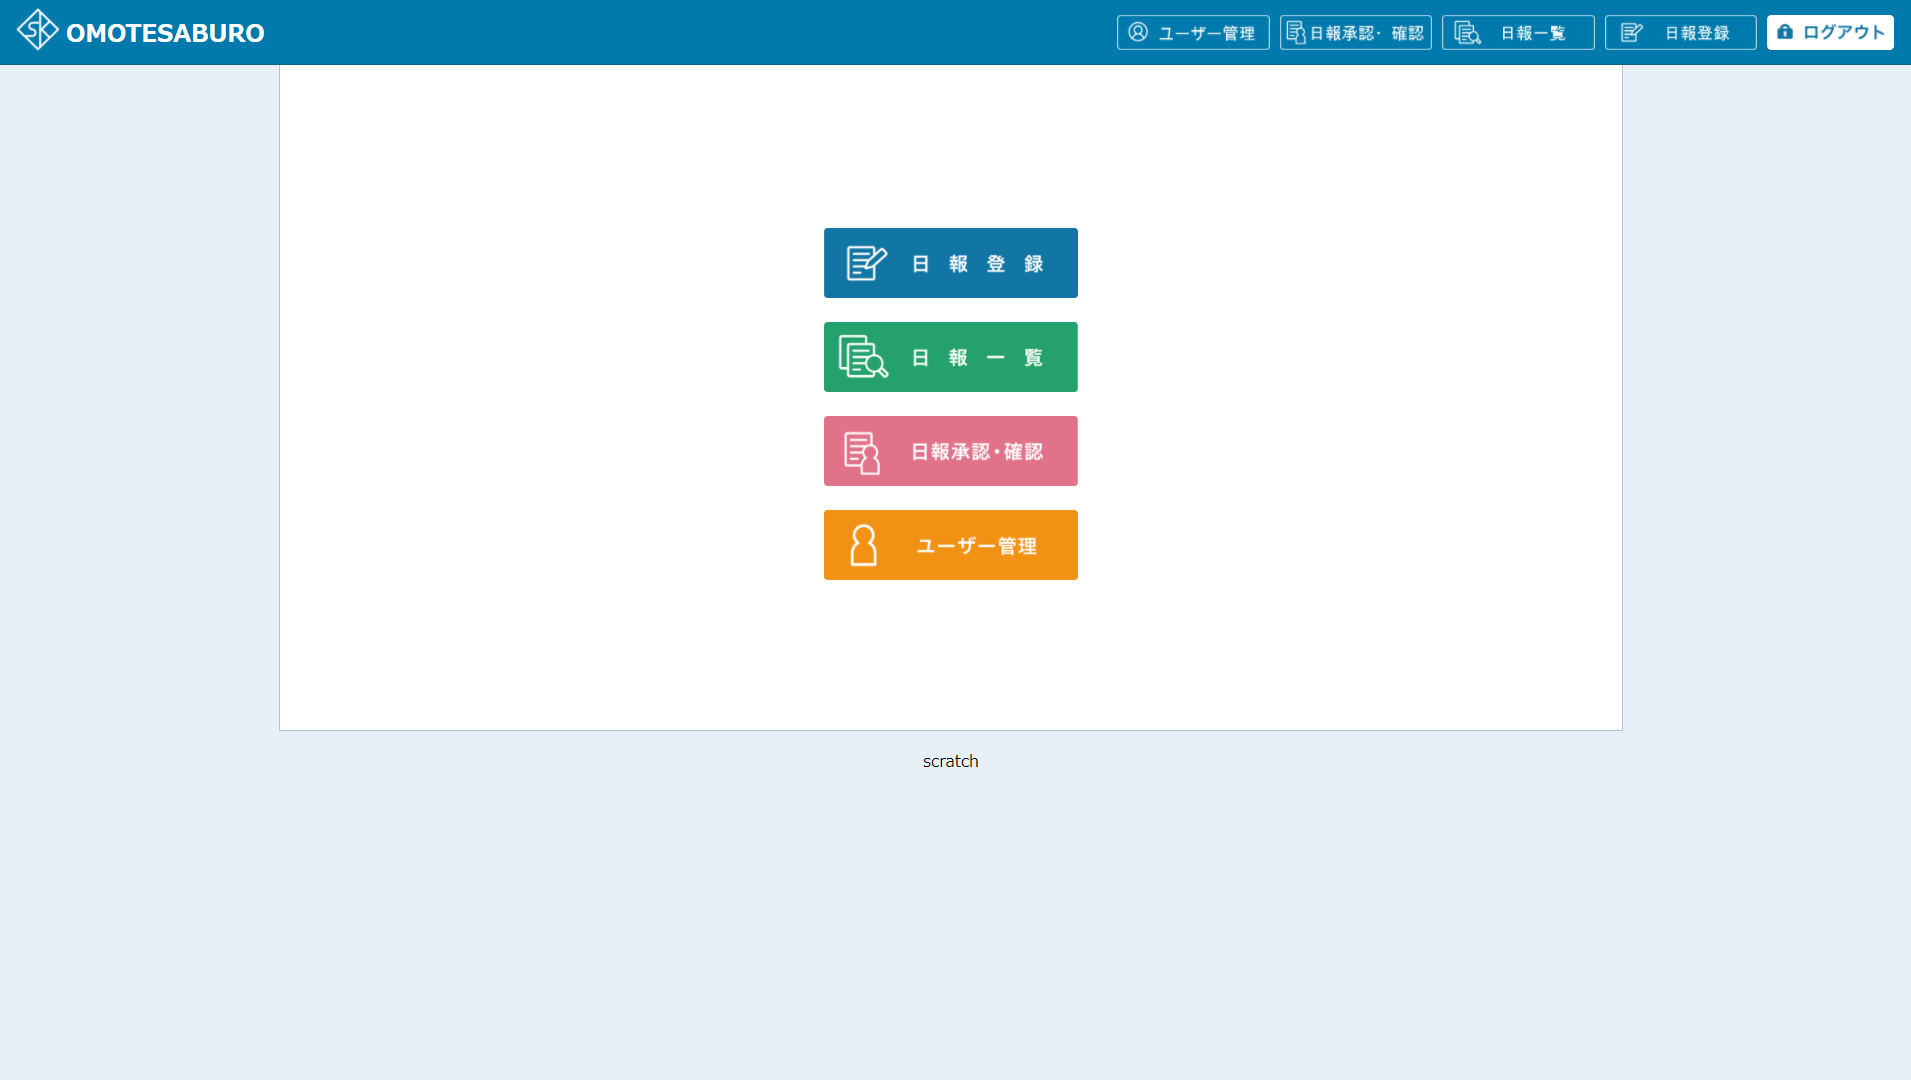 SK OMOTESABURO
ユーザー管理
日報承認・確認
日報一覧
日報登録
ログアウト
日報登録
日報一覧
日報承認・確認
ユーザー管理
scratch